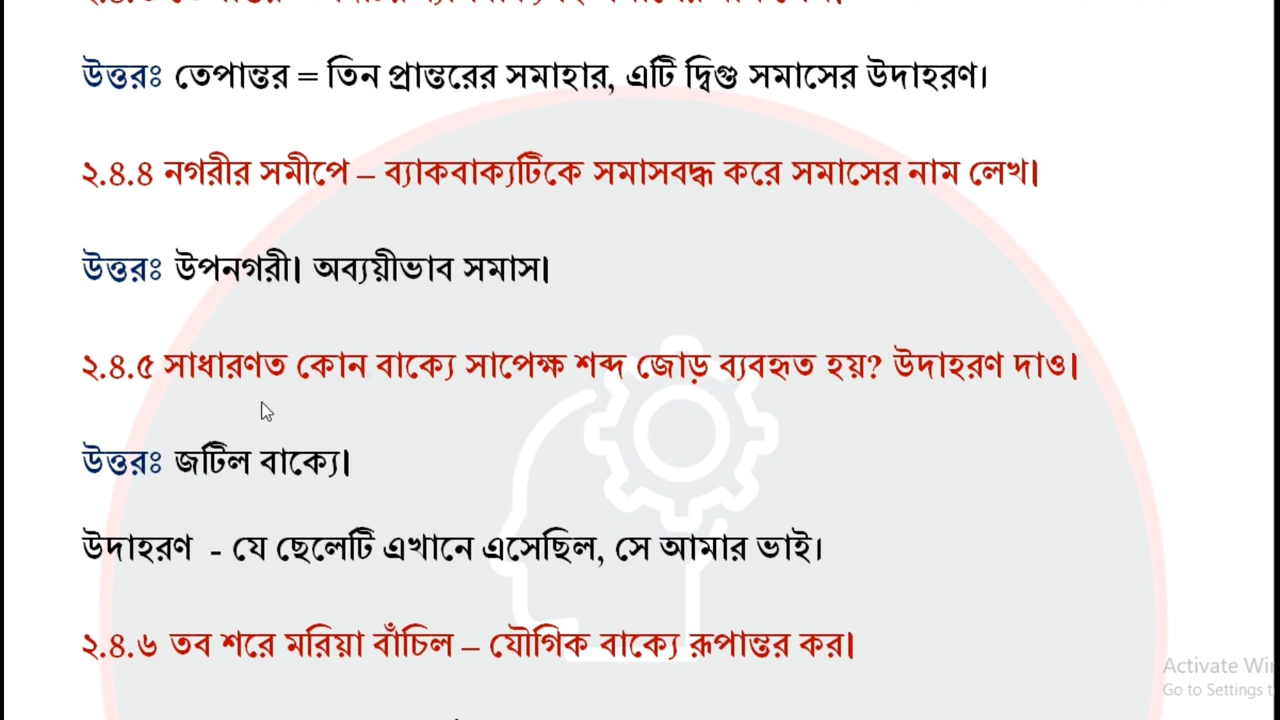 উত্তরঃ তেপান্তর = তিন প্রান্তরের সমাহার, এটি দ্বিগু সমাসের উদাহরণ।
২.৪.৪ নগরীর সমীপে – ব্যাকবাক্যটিকে সমাসবদ্ধ করে সমাসের নাম লেখ।
উত্তরঃ উপনগরী। অব্যয়ীভাব সমাস।
২.৪.৫ সাধারণত কোন বাক্যে সাপেক্ষ শব্দ জোড় ব্যবহৃত হয়? উদাহরণ দাও।
উত্তরঃ জটিল বাক্যে।
উদাহরণ - যে ছেলেটি এখানে এসেছিল, সে আমার ভাই।
২.৪.৬ তব শরে মরিয়া বাঁচিল – যৌগিক বাক্যে রূপান্তর কর।
Activate Wi
Go to Settings